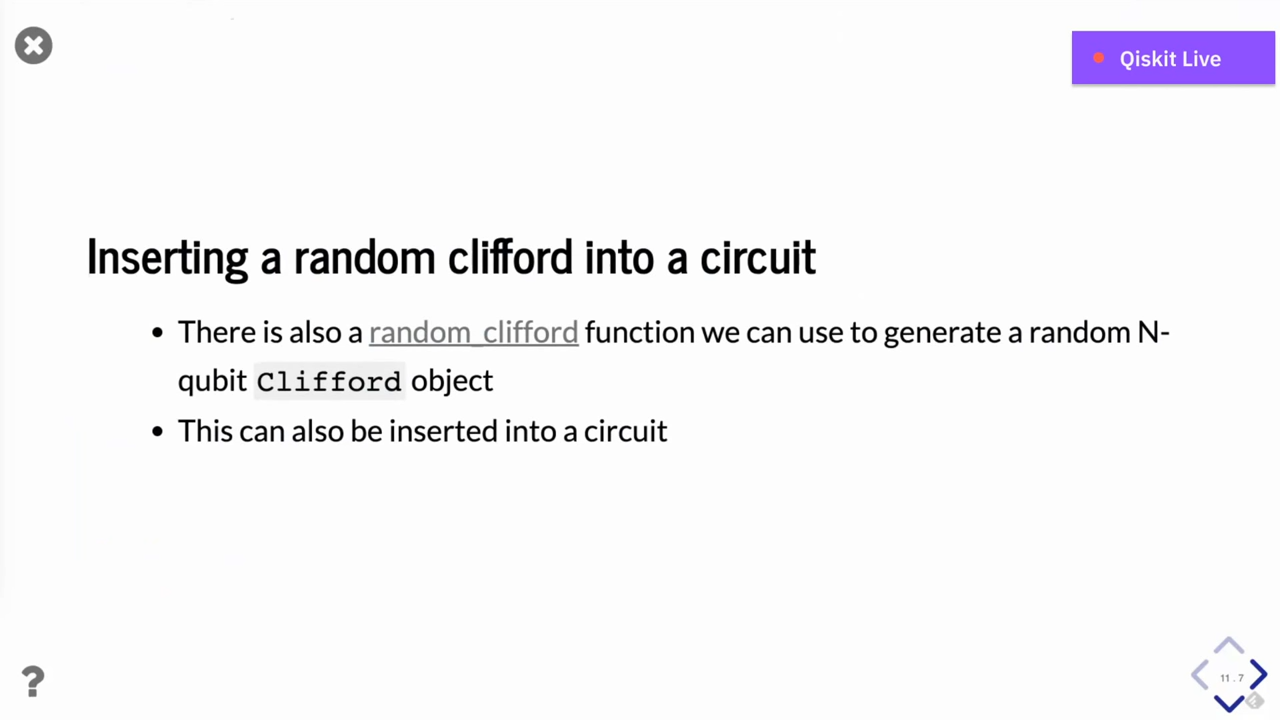 Qiskit Live
Inserting a random clifford into a circuit
There is also a random_clifford function we can use to generate a random N-
qubit Clifford object
This can also be inserted into a circuit
?
11.7